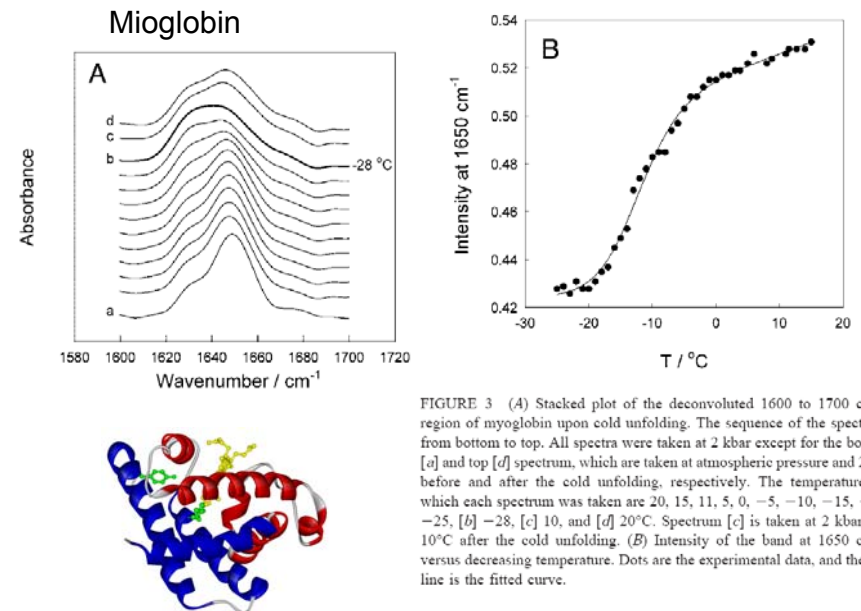 Mioglobin
A
d
c
b
-28 °C
a
Absorbance
1580 1600 1620 1640 1660 1680 1700 1720
Wavenumber / cm-1
B
0.54
0.52
0.50
0.48
0.46
0.44
0.42
-30 -20 -10 0 10 20
Intensity at 1650 cm-1
T / °C
FIGURE 3 (A) Stacked plot of the deconvoluted 1600 to 1700 c
region of myoglobin upon cold unfolding. The sequence of the spect
from bottom to top. All spectra were taken at 2 kbar except for the bo
[a] and top [d] spectrum, which are taken at atmospheric pressure and 2
before and after the cold unfolding, respectively. The temperature
which each spectrum was taken are 20, 15, 11, 5, 0, −5, −10, −15, -
−25, [b] −28, [c] 10, and [d] 20°C. Spectrum [c] is taken at 2 kbar
10°C after the cold unfolding. (B) Intensity of the band at 1650 c
versus decreasing temperature. Dots are the experimental data, and the
line is the fitted curve.